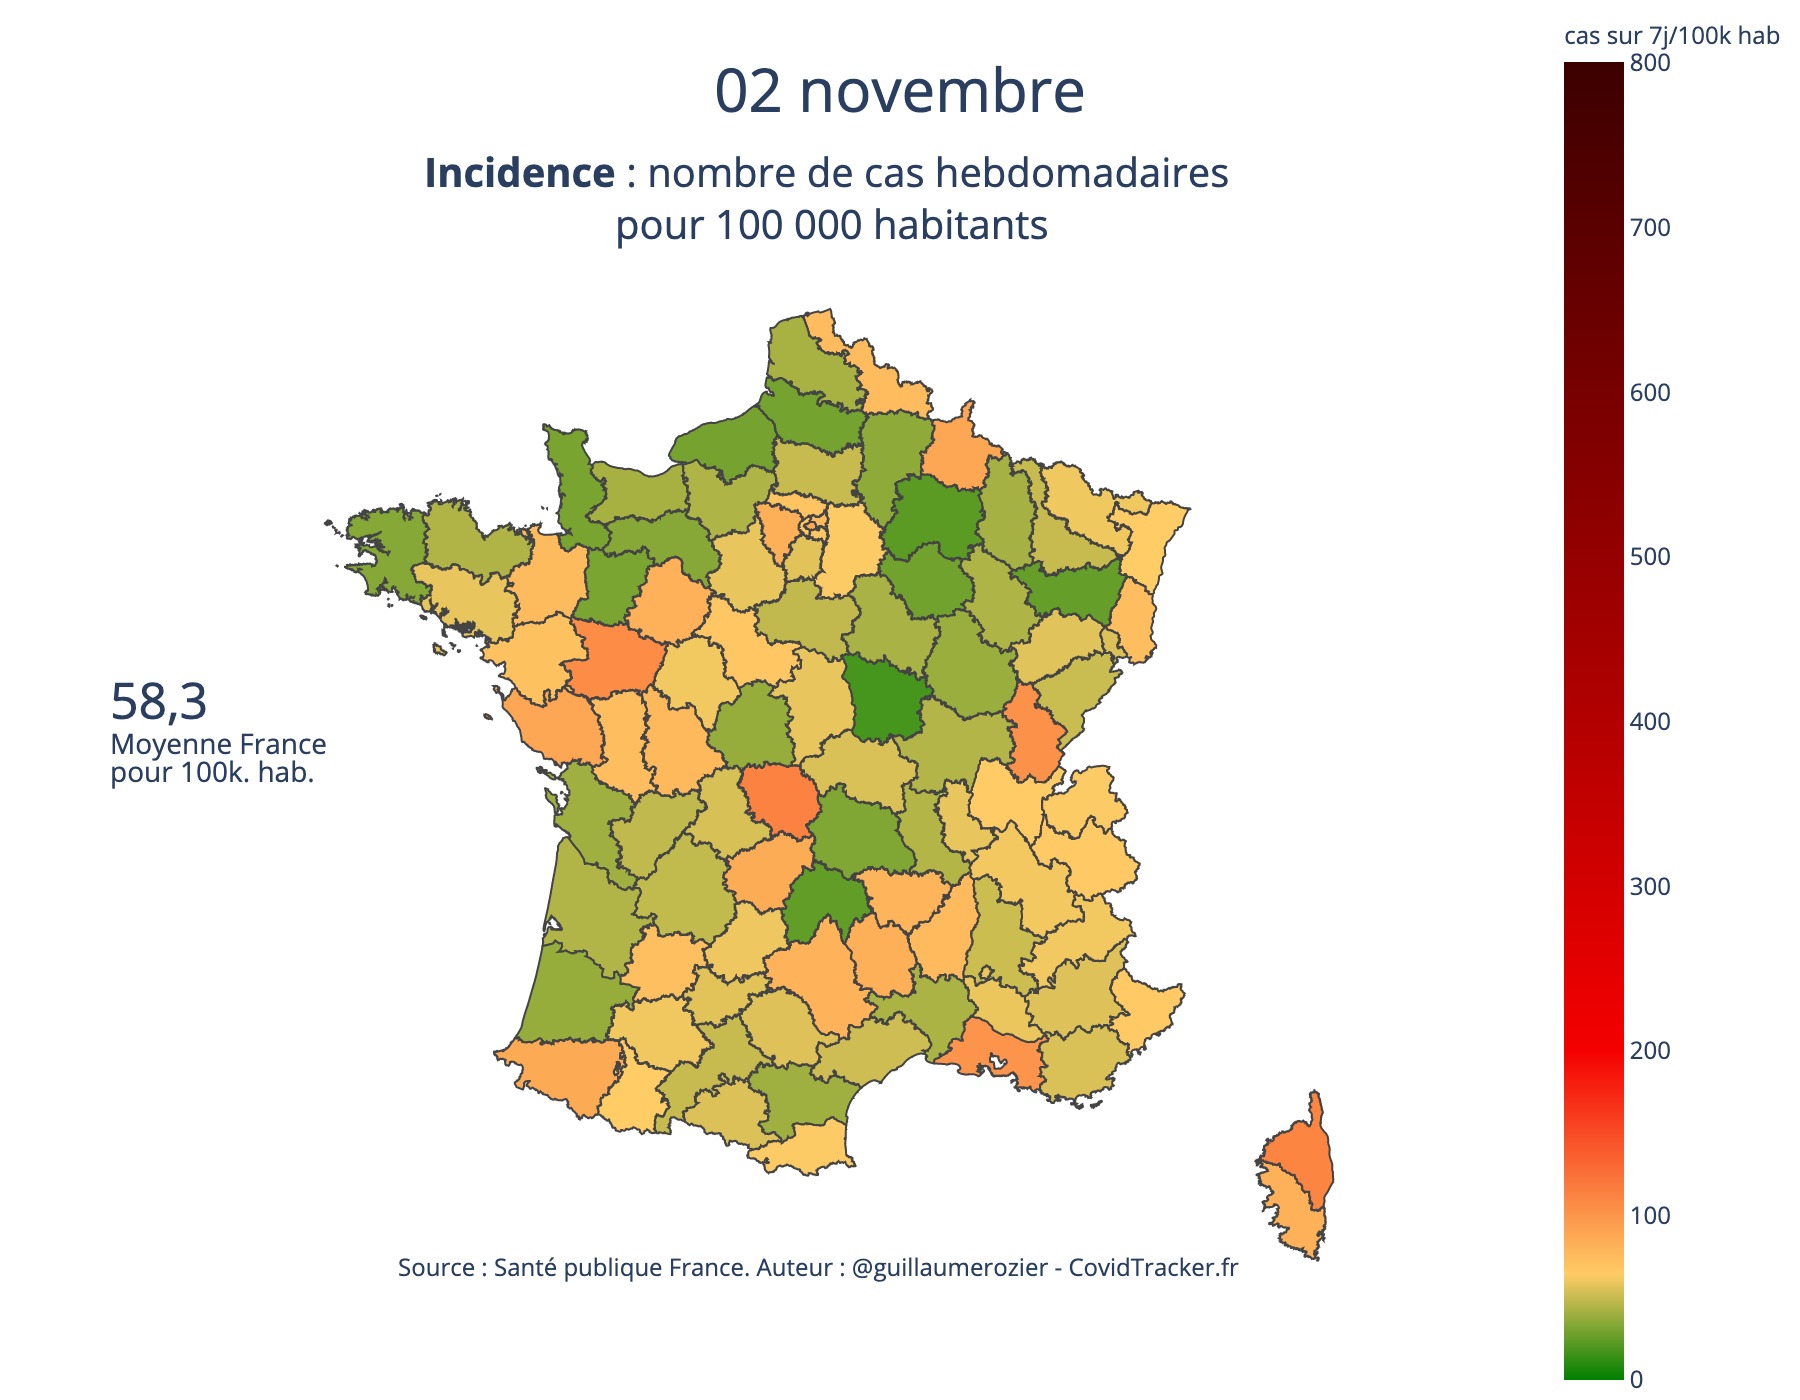 cas sur 7j/100k hab
02 novembre
Incidence : nombre de cas hebdomadaires
pour 100 000 habitants
58,3
Moyenne France
pour 100k. hab.
800
700
600
500
400
300
200
100
0
Source : Santé publique France. Auteur : @guillaumerozier - CovidTracker.fr